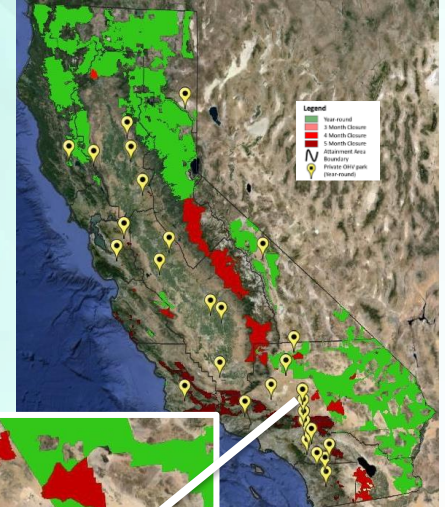 Legend
Year-round
3 Month Closure
4 Month Closure
5 Month Closure
Attainment Area
Boundary
Private OHV park
(Year-round)